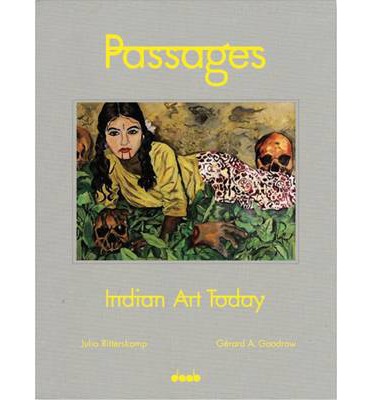 Passages
Indian Art Today
Julia Ritterskamp
Gérard A. Goodrow
daab